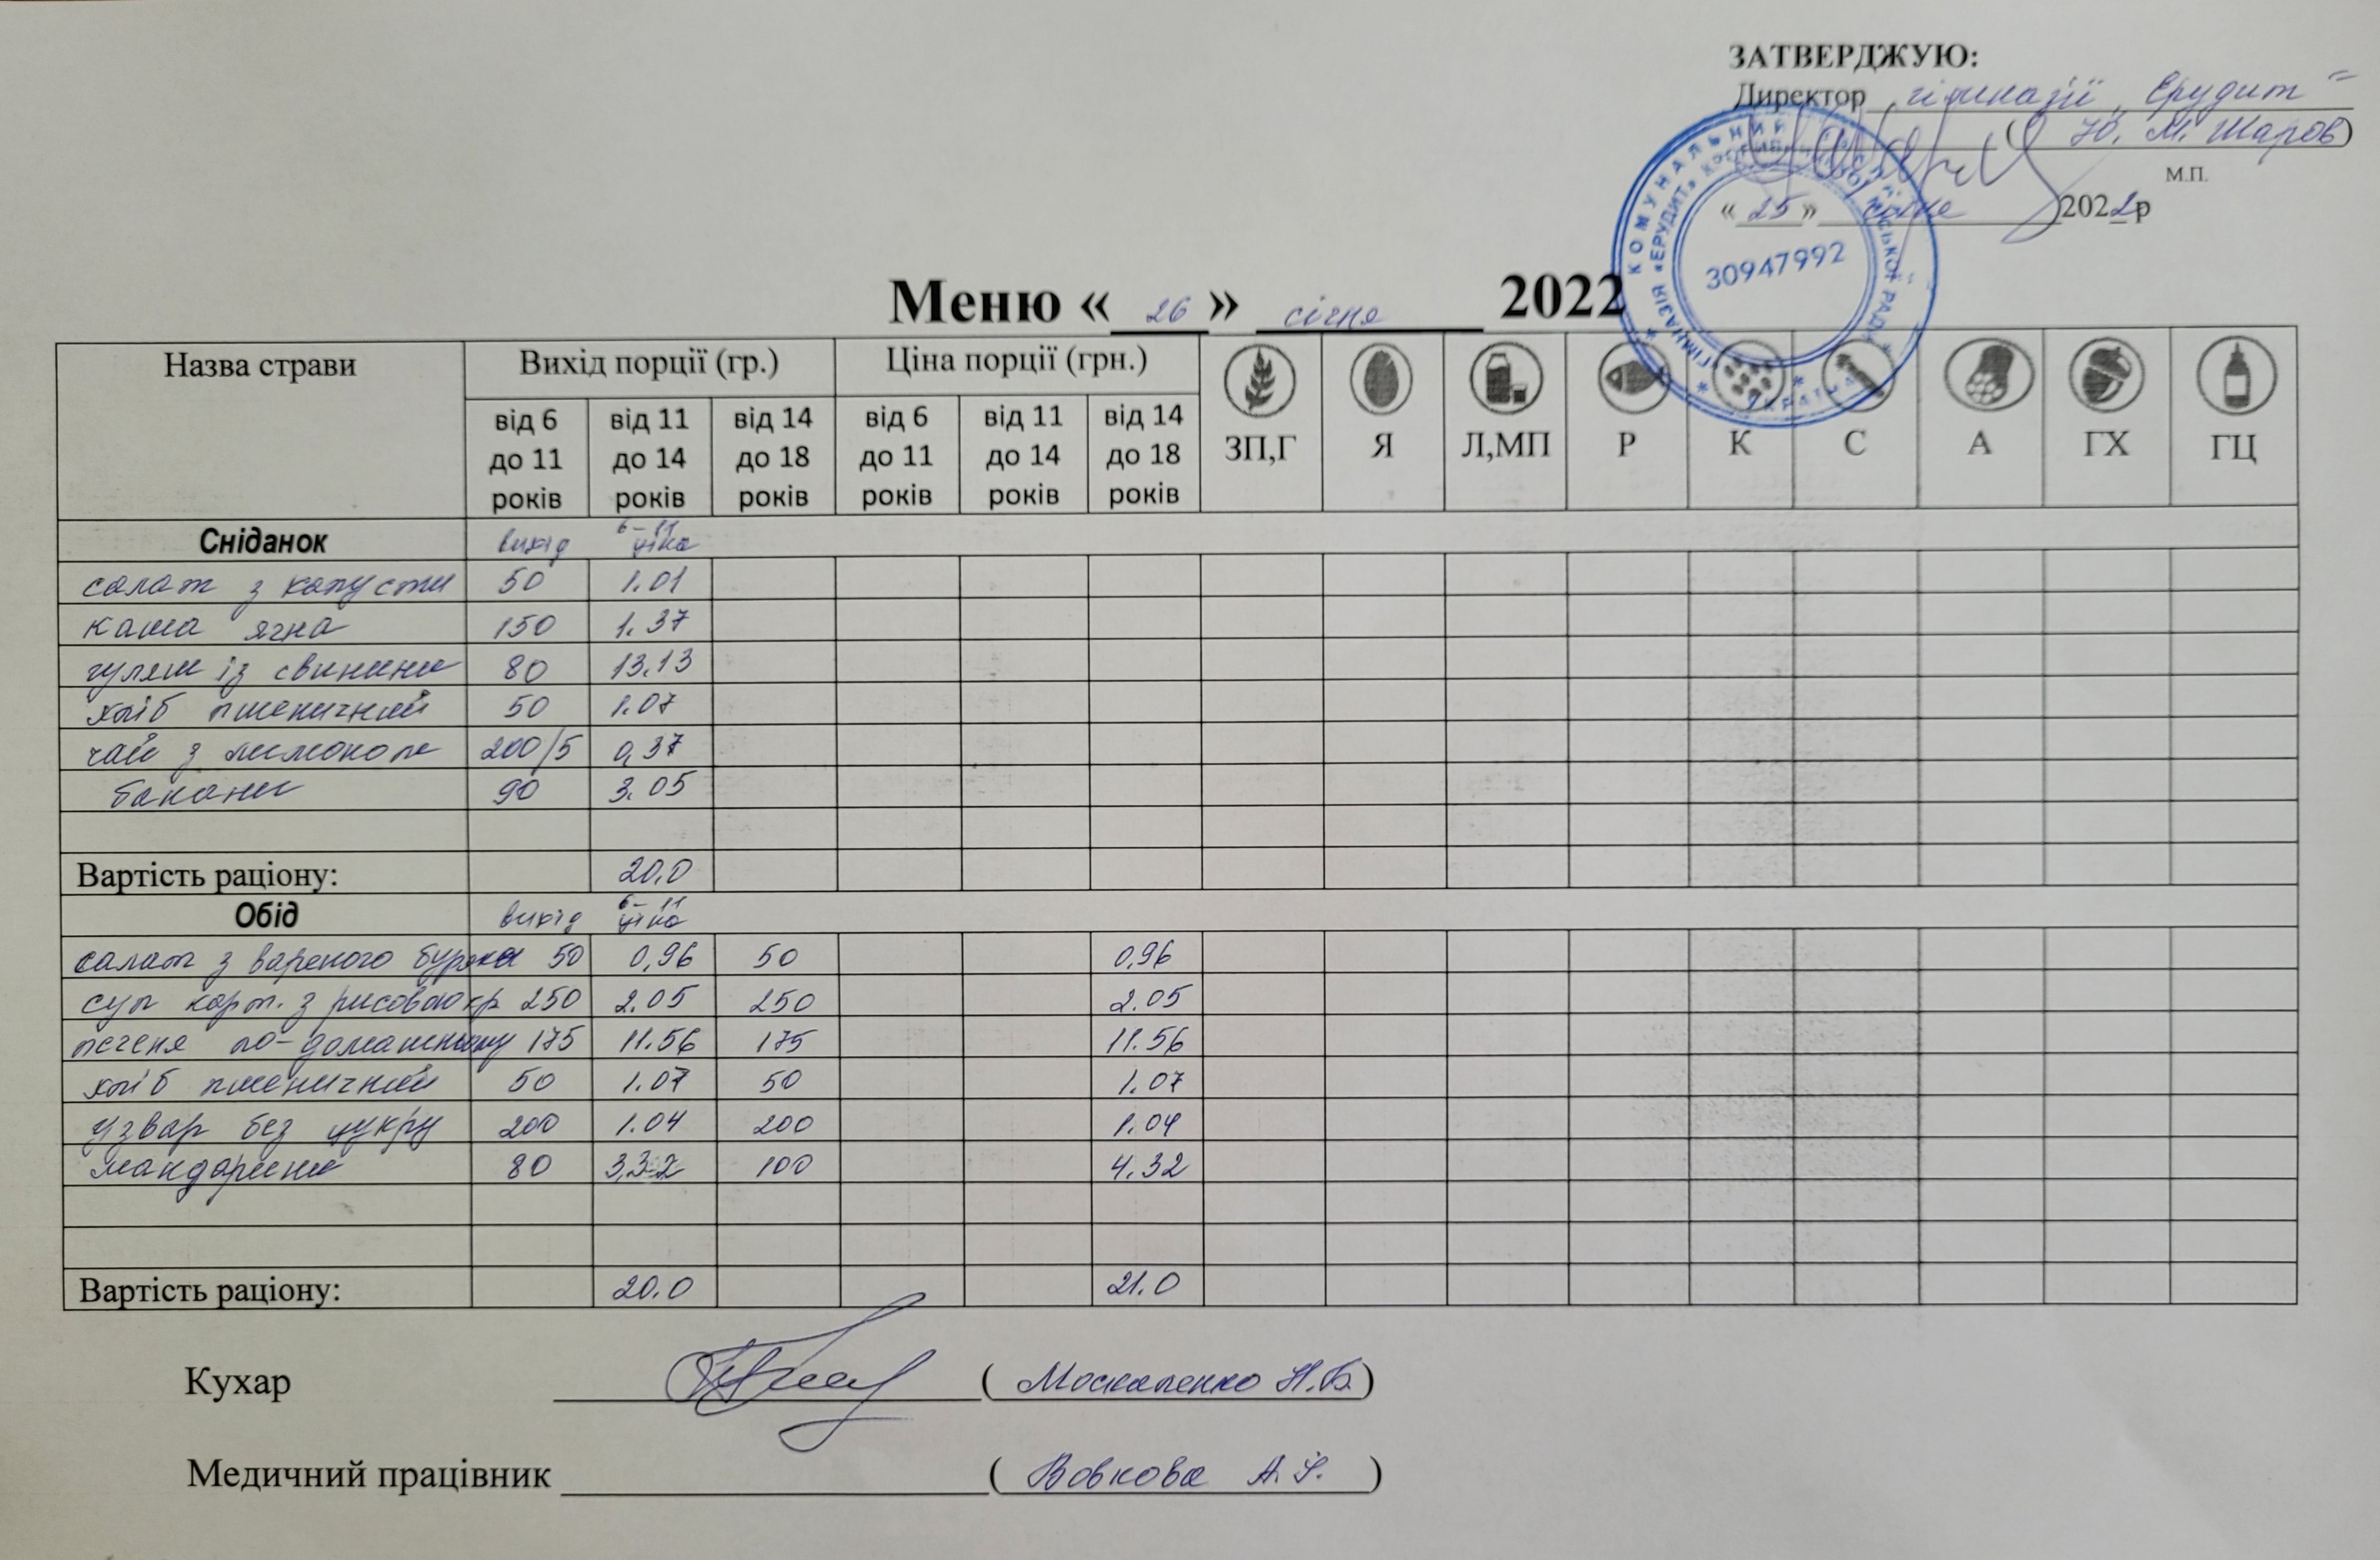 ЗАТВЕРДЖУЮ:
Директор гімназії „Ерудит"
( Ю. М. Шаров)
М.П.
« 25 » січня 2022р
КОМУНАЛЬНИЙ
ГІМНАЗІЯ «ЕРУДИТ» МІСЬКОЇ РАДИ
УКРАЇНА
30947992
Меню « 26 » січня 2022
Назва страви Вихід порції (гр.) Ціна порції (грн.)
від 6 до 11 років від 11 до 14 років від 14 до 18 років від 6 до 11 років від 11 до 14 років від 14 до 18 років ЗП,Г Я Л,МП Р К С А ГХ ГЦ
Сніданок вихід 6-11 ціна
салат з капусти 50 1.01
каша ячна 150 1.37
гуляш із свинини 80 13,13
хліб пшеничний 50 1.07
чай з лимоном 200/5 0,37
банани 90 3.05
Вартість раціону: 20,0
Обід вихід 6-11 ціна
салат з вареного буряка 50 0,96 50 0,96
суп карт. з рисовою кр 250 2.05 250 2.05
печеня по-домашньому 175 11.56 175 11.56
хліб пшеничний 50 1.07 50 1.07
узвар без цукру 200 1.04 200 1.04
мандарини 80 3,32 100 4.32
Вартість раціону: 20.0 21.0
Кухар ( Москаленко Н.Б.)
Медичний працівник ( Вовкова А. )